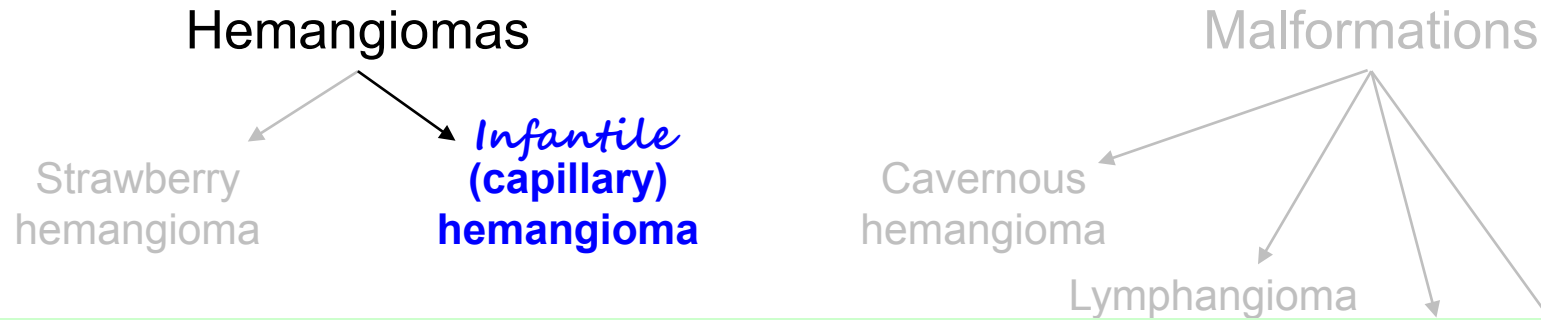 Hemangiomas
Malformations
Strawberry
hemangioma
Infantile
(capillary)
hemangioma
Cavernous
hemangioma
Lymphangioma